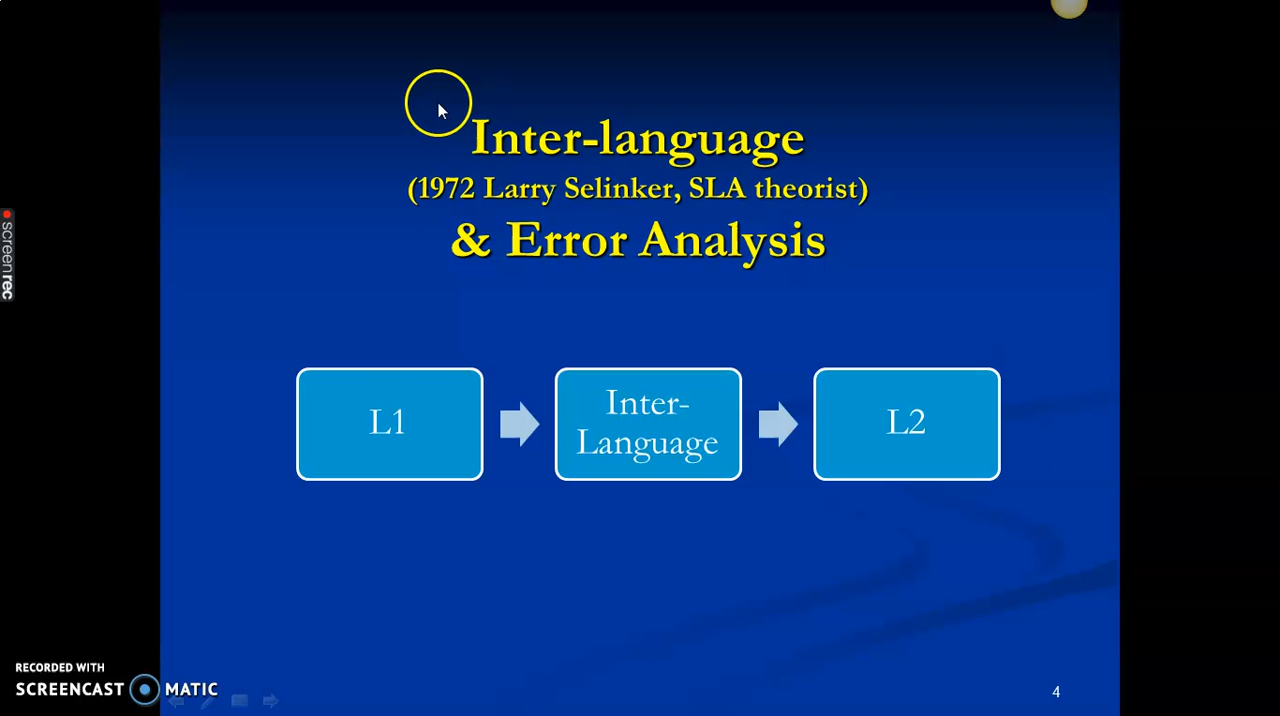 Inter-language
(1972 Larry Selinker, SLA theorist)
& Error Analysis
L1
Inter-
Language
L2
screenrec
RECORDED WITH
SCREENCAST MATIC
4